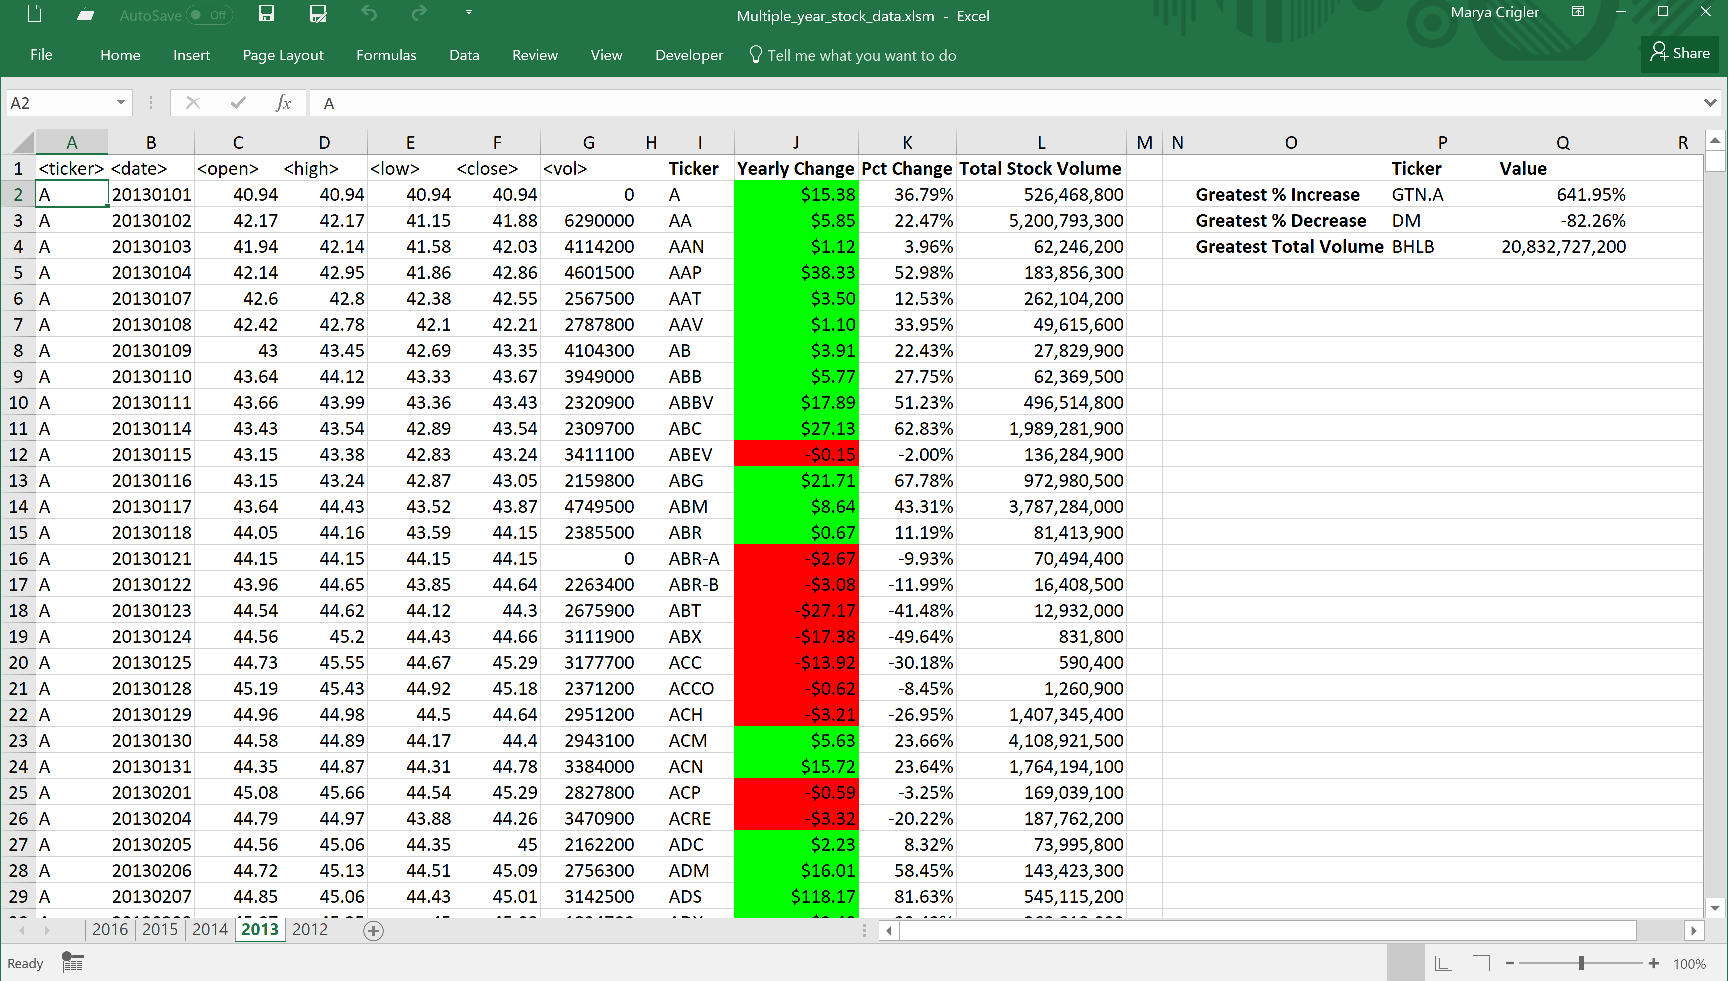 AutoSave Off
Multiple_year_stock_data.xlsm - Excel
Marya Crigler
File Home Insert Page Layout Formulas Data Review View Developer Tell me what you want to do
Share
A2 fx A
A B C D E F G H I J K L M N O P Q R
1 <ticker> <date> <open> <high> <low> <close> <vol> Ticker Yearly Change Pct Change Total Stock Volume Ticker Value
2 A 20130101 40.94 40.94 40.94 40.94 0 A $15.38 36.79% 526,468,800 Greatest % Increase GTN.A 641.95%
3 A 20130102 42.17 42.17 41.15 41.88 6290000 AA $5.85 22.47% 5,200,793,300 Greatest % Decrease DM -82.26%
4 A 20130103 41.94 42.14 41.58 42.03 4114200 AAN $1.12 3.96% 62,246,200 Greatest Total Volume BHLB 20,832,727,200
5 A 20130104 42.14 42.95 41.86 42.86 4601500 AAP $38.33 52.98% 183,856,300
6 A 20130107 42.6 42.8 42.38 42.55 2567500 AAT $3.50 12.53% 262,104,200
7 A 20130108 42.42 42.78 42.1 42.21 2787800 AAV $1.10 33.95% 49,615,600
8 A 20130109 43 43.45 42.69 43.35 4104300 AB $3.91 22.43% 27,829,900
9 A 20130110 43.64 44.12 43.33 43.67 3949000 ABB $5.77 27.75% 62,369,500
10 A 20130111 43.66 43.99 43.36 43.43 2320900 ABBV $17.89 51.23% 496,514,800
11 A 20130114 43.43 43.54 42.89 43.54 2309700 ABC $27.13 62.83% 1,989,281,900
12 A 20130115 43.15 43.38 42.83 43.24 3411100 ABEV -$0.15 -2.00% 136,284,900
13 A 20130116 43.15 43.24 42.87 43.05 2159800 ABG $21.71 67.78% 972,980,500
14 A 20130117 43.64 44.43 43.52 43.87 4749500 ABM $8.64 43.31% 3,787,284,000
15 A 20130118 44.05 44.16 43.59 44.15 2385500 ABR $0.67 11.19% 81,413,900
16 A 20130121 44.15 44.15 44.15 44.15 0 ABR-A -$2.67 -9.93% 70,494,400
17 A 20130122 43.96 44.65 43.85 44.64 2263400 ABR-B -$3.08 -11.99% 16,408,500
18 A 20130123 44.54 44.62 44.12 44.3 2675900 ABT -$27.17 -41.48% 12,932,000
19 A 20130124 44.56 45.2 44.43 44.66 3111900 ABX -$17.38 -49.64% 831,800
20 A 20130125 44.73 45.55 44.67 45.29 3177700 ACC -$13.92 -30.18% 590,400
21 A 20130128 45.19 45.43 44.92 45.18 2371200 ACCO -$0.62 -8.45% 1,260,900
22 A 20130129 44.96 44.98 44.5 44.64 2951200 ACH -$3.21 -26.95% 1,407,345,400
23 A 20130130 44.58 44.89 44.17 44.4 2943100 ACM $5.63 23.66% 4,108,921,500
24 A 20130131 44.35 44.87 44.31 44.78 3384000 ACN $15.72 23.64% 1,764,194,100
25 A 20130201 45.08 45.66 44.54 45.29 2827800 ACP -$0.59 -3.25% 169,039,100
26 A 20130204 44.79 44.97 43.88 44.26 3470900 ACRE -$3.32 -20.22% 187,762,200
27 A 20130205 44.56 45.06 44.35 45 2162200 ADC $2.23 8.32% 73,995,800
28 A 20130206 44.72 45.13 44.51 45.09 2756300 ADM $16.01 58.45% 143,423,300
29 A 20130207 44.85 45.06 44.43 45.01 3142500 ADS $118.17 81.63% 545,115,200
2016 2015 2014 2013 2012
Ready 100%